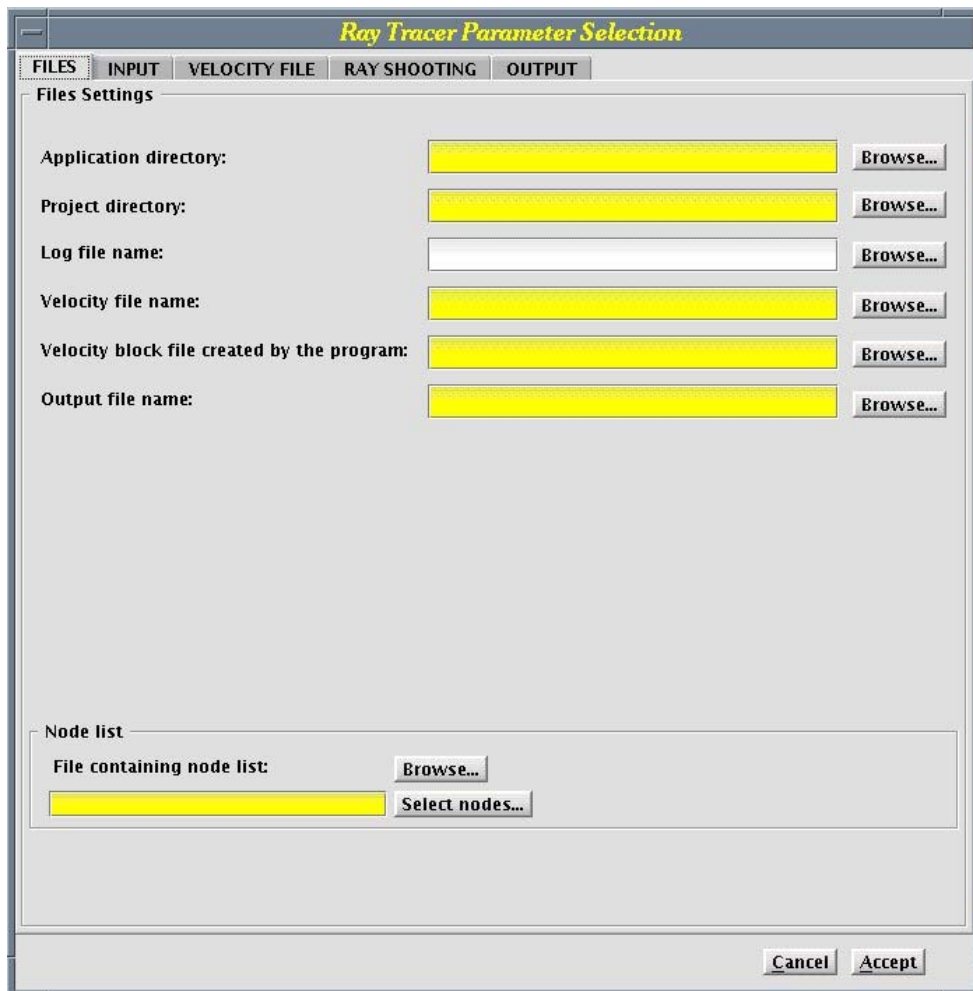 Ray Tracer Parameter Selection
FILES INPUT VELOCITY FILE RAY SHOOTING OUTPUT
Files Settings
Application directory: Browse...
Project directory: Browse...
Log file name: Browse...
Velocity file name: Browse...
Velocity block file created by the program: Browse...
Output file name: Browse...
Node list
File containing node list: Browse...
Select nodes...
Cancel Accept